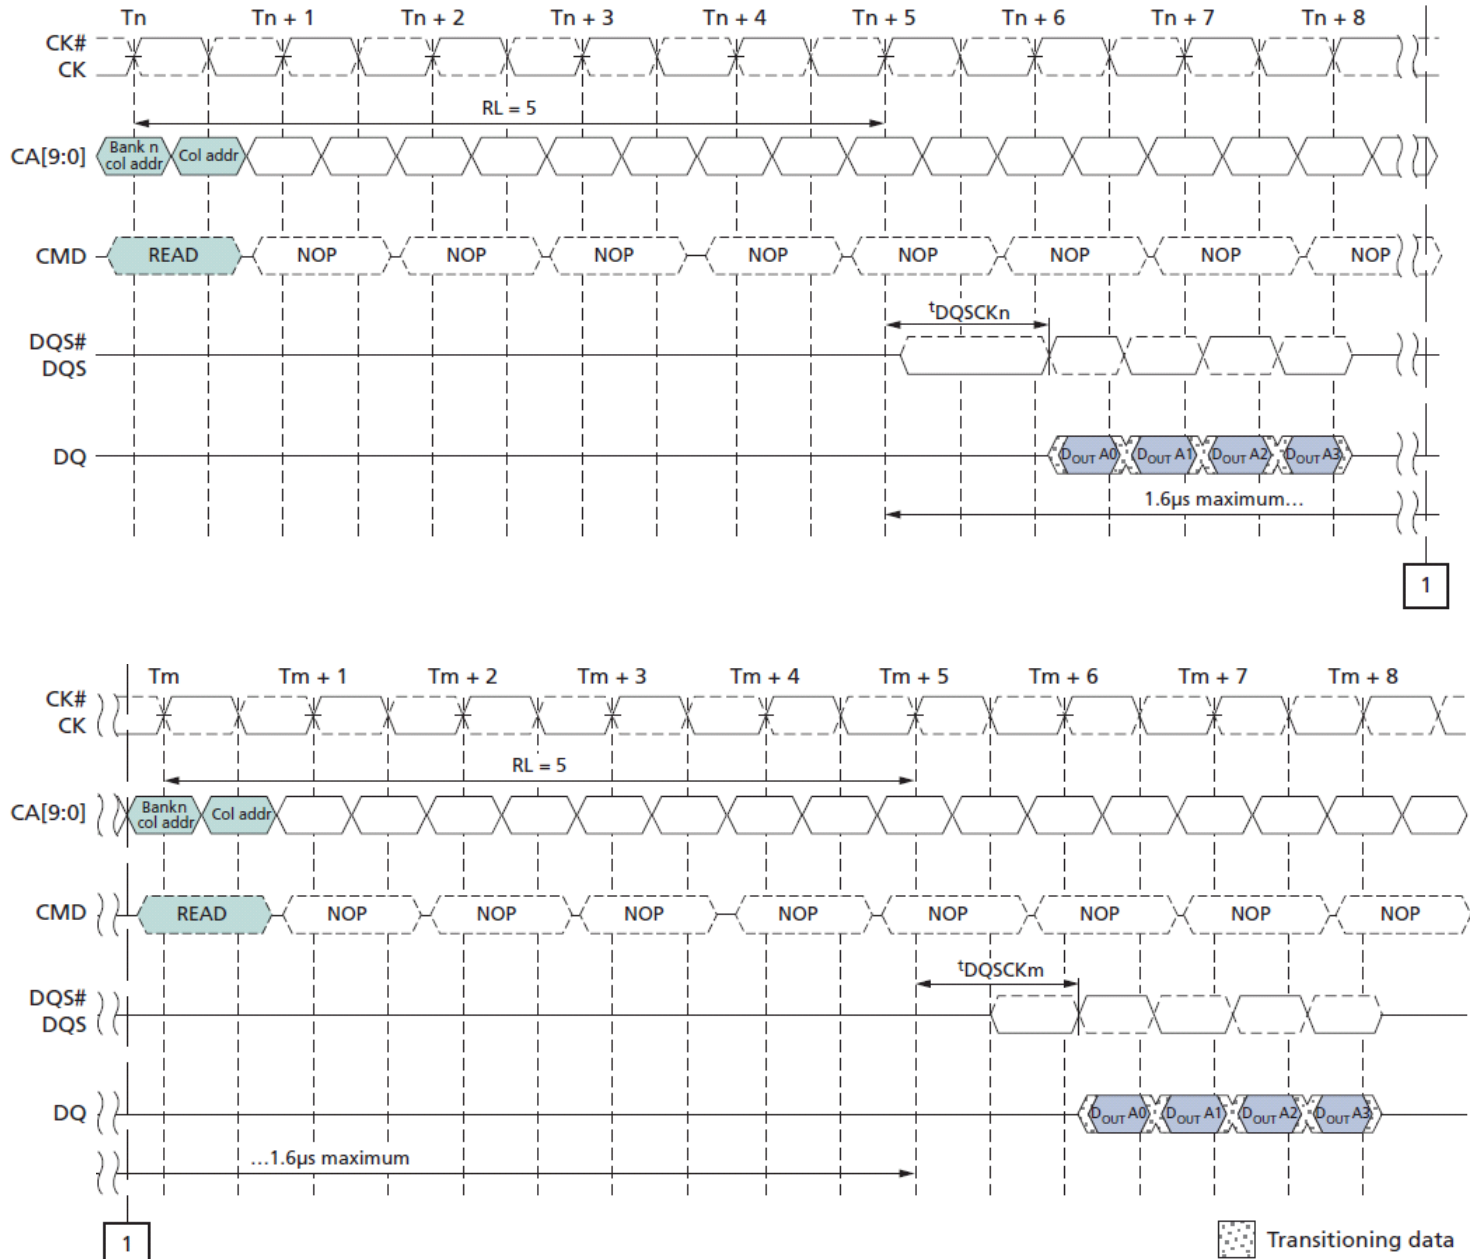 Tn Tn + 1 Tn + 2 Tn + 3 Tn + 4 Tn + 5 Tn + 6 Tn + 7 Tn + 8
CK#
CK
RL = 5
CA[9:0] Bank n col addr Col addr
CMD READ NOP NOP NOP NOP NOP NOP NOP NOP
tDQSCKn
DQS#
DQS
DQ DOUT A0 DOUT A1 DOUT A2 DOUT A3
1.6µs maximum…
1
Tm Tm + 1 Tm + 2 Tm + 3 Tm + 4 Tm + 5 Tm + 6 Tm + 7 Tm + 8
CK#
CK
RL = 5
CA[9:0] Bankn col addr Col addr
CMD READ NOP NOP NOP NOP NOP NOP NOP NOP
tDQSCKm
DQS#
DQS
DQ DOUT A0 DOUT A1 DOUT A2 DOUT A3
…1.6µs maximum
1
Transitioning data